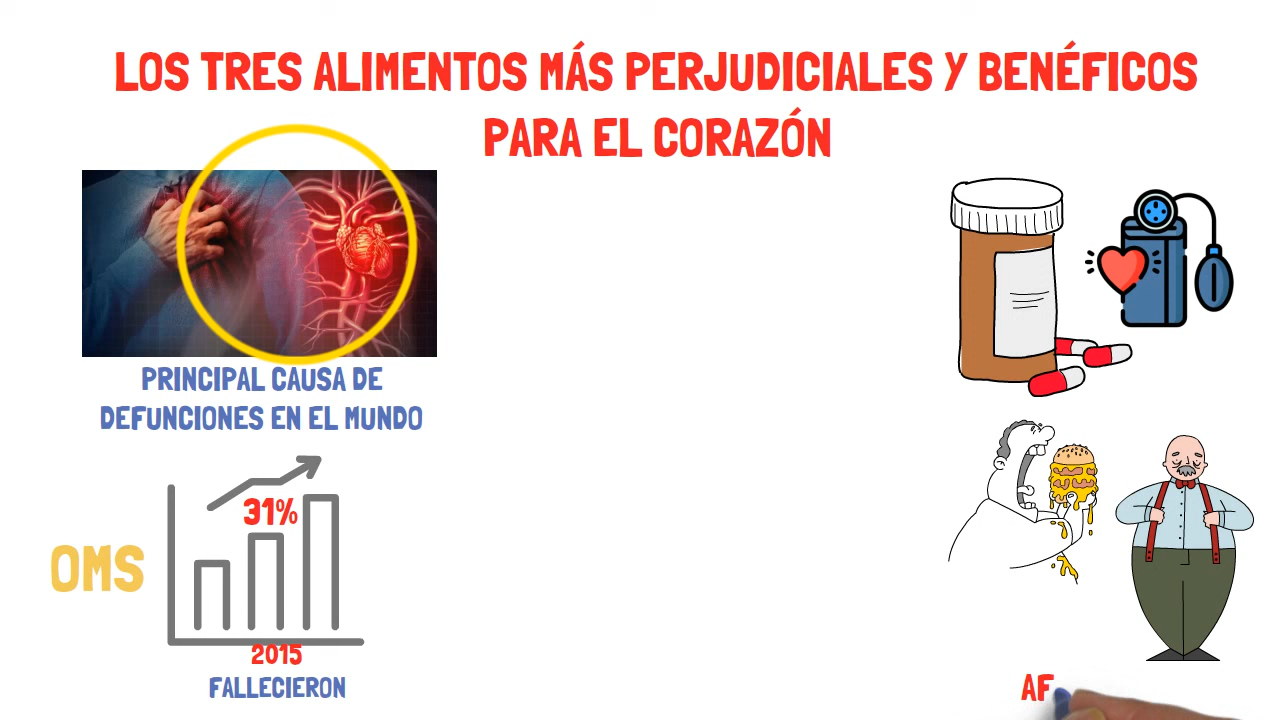 LOS TRES ALIMENTOS MÁS PERJUDICIALES Y BENÉFICOS
PARA EL CORAZÓN
PRINCIPAL CAUSA DE
DEFUNCIONES EN EL MUNDO
31%
OMS
2015
FALLECIERON
AF